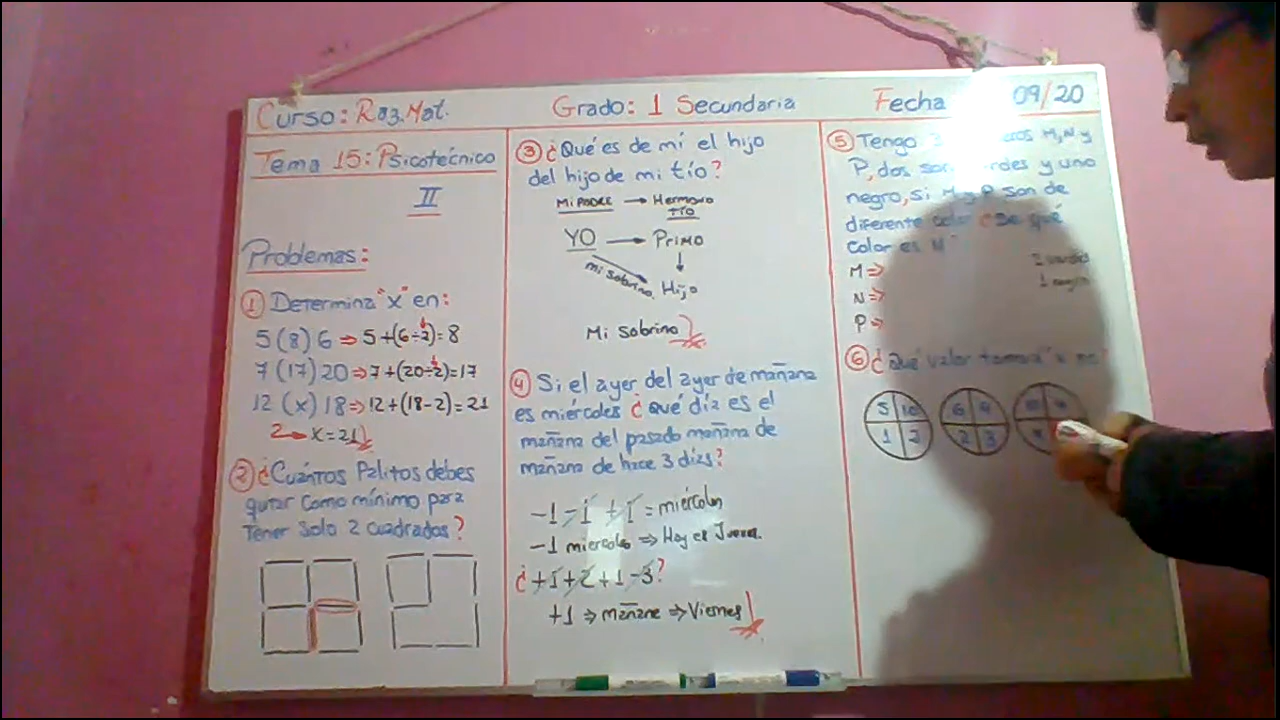 Curso: Raz. Mat.
Grado: 1 Secundaria
Fecha 09/20
Tema 15: Psicotécnico
II
Problemas:
1 Determina "x" en:
5 (8) 6 ⇒ 5+(6÷2)=8
7 (17) 20 ⇒ 7+(20÷2)=17
12 (x) 18 ⇒ 12+(18-2)=21
x=21
2 ¿Cuántos Palitos debes
quitar como mínimo para
Tener solo 2 cuadrados?
2
3 ¿Qué es de mí el hijo
del hijo de mi tío?
Mi PADRE → Hermano
tío
YO → Primo
mi sobrino Hijo
Mi sobrino
4 Si el ayer del ayer de mañana
es miércoles ¿Qué día es el
mañana del pasado mañana de
mañana de hace 3 días?
-1 -1 +1 = miércoles
-1 miercoles ⇒ Hoy es Jueves.
¿+1+2+1-3?
+1 ⇒ mañana ⇒ Viernes
5 Tengo 3 M, N y
P, dos son y uno
negro, si M y P son de
diferente color ¿De qué
color es N
M ⇒
N ⇒
P ⇒
2 verdes
1 negro
6 ¿Qué valor tomará "x" en
5 10
1 2
6 9
2 3